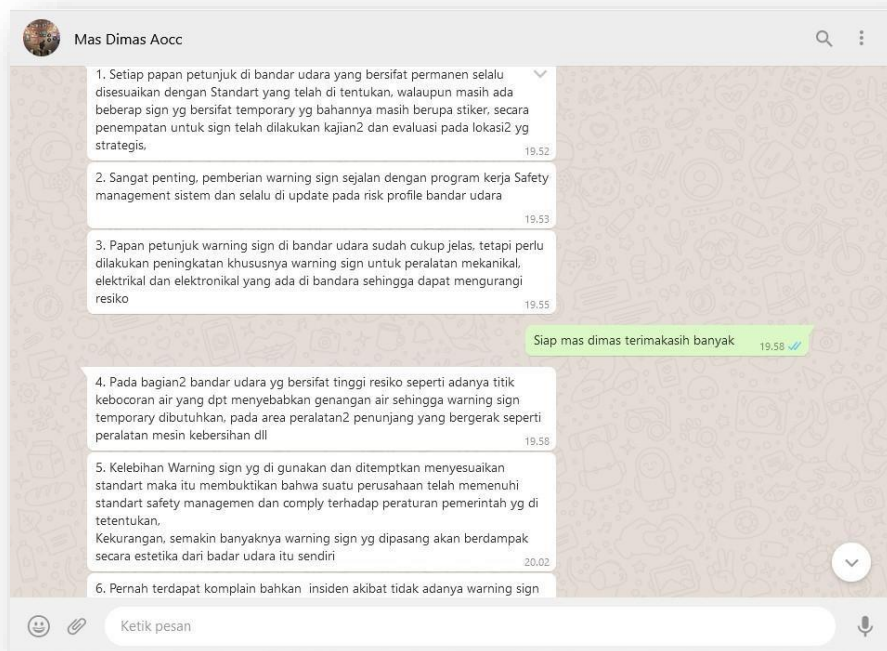 Mas Dimas Aocc
1. Setiap papan petunjuk di bandar udara yang bersifat permanen selalu
disesuaikan dengan Standart yang telah di tentukan, walaupun masih ada
beberap sign yg bersifat temporary yg bahannya masih berupa stiker, secara
penempatan untuk sign telah dilakukan kajian2 dan evaluasi pada lokasi2 yg
strategis,
19.52
2. Sangat penting, pemberian warning sign sejalan dengan program kerja Safety
management sistem dan selalu di update pada risk profile bandar udara
19.53
3. Papan petunjuk warning sign di bandar udara sudah cukup jelas, tetapi perlu
dilakukan peningkatan khususnya warning sign untuk peralatan mekanikal,
elektrikal dan elektronikal yang ada di bandara sehingga dapat mengurangi
resiko
19.55
Siap mas dimas terimakasih banyak
19.58
4. Pada bagian2 bandar udara yg bersifat tinggi resiko seperti adanya titik
kebocoran air yang dpt menyebabkan genangan air sehingga warning sign
temporary dibutuhkan, pada area peralatan2 penunjang yang bergerak seperti
peralatan mesin kebersihan dll
19.58
5. Kelebihan Warning sign yg di gunakan dan ditemptkan menyesuaikan
standart maka itu membuktikan bahwa suatu perusahaan telah memenuhi
standart safety managemen dan comply terhadap peraturan pemerintah yg di
tetentukan,
Kekurangan, semakin banyaknya warning sign yg dipasang akan berdampak
secara estetika dari badar udara itu sendiri
20.02
6. Pernah terdapat komplain bahkan insiden akibat tidak adanya warning sign
Ketik pesan